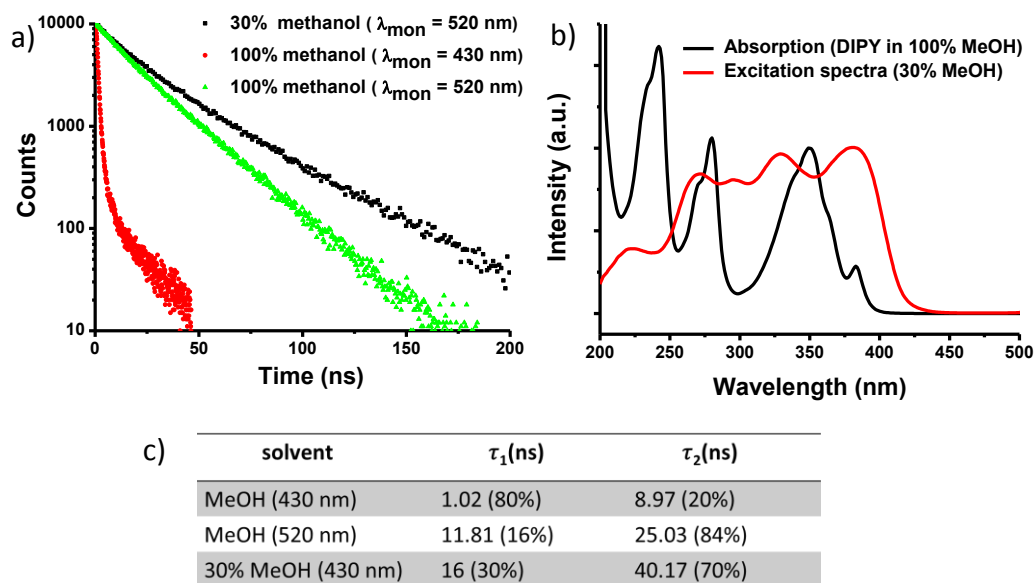 a)
30% methanol ( λmon = 520 nm)
100% methanol ( λmon = 430 nm)
100% methanol ( λmon = 520 nm)
10000
1000
100
10
Counts
0 50 100 150 200
Time (ns)
b)
Absorption (DIPY in 100% MeOH)
Excitation spectra (30% MeOH)
Intensity (a.u.)
200 250 300 350 400 450 500
Wavelength (nm)
c)
solvent τ1(ns) τ2(ns)
MeOH (430 nm) 1.02 (80%) 8.97 (20%)
MeOH (520 nm) 11.81 (16%) 25.03 (84%)
30% MeOH (430 nm) 16 (30%) 40.17 (70%)